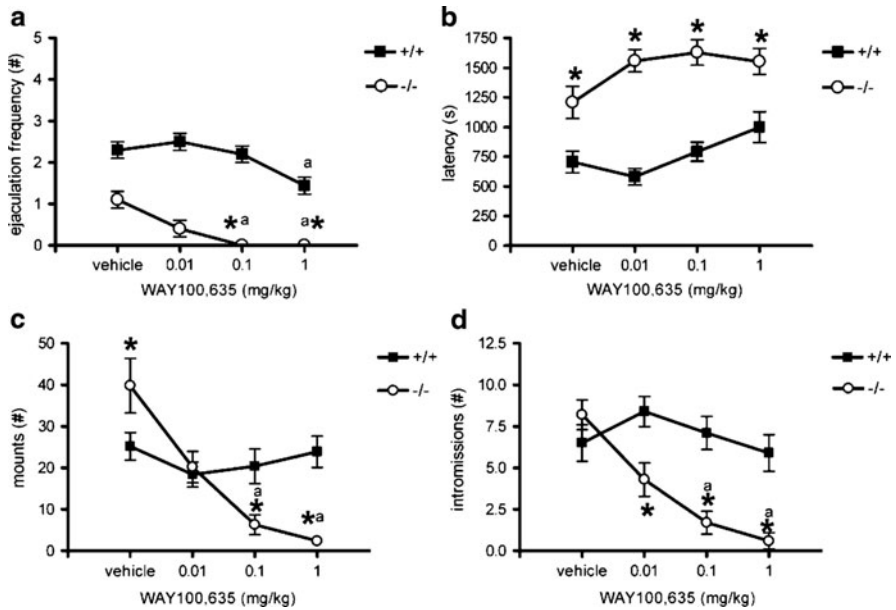 a
ejaculation frequency (#)
5
4
3
2
1
0
+/+
-/-
a
*a
a*
vehicle 0.01 0.1 1
WAY100,635 (mg/kg)
b
latency (s)
1750
1500
1250
1000
750
500
250
0
+/+
-/-
* * * *
vehicle 0.01 0.1 1
WAY100,635 (mg/kg)
c
mounts (#)
50
40
30
20
10
0
+/+
-/-
*
a
*
*a
vehicle 0.01 0.1 1
WAY100,635 (mg/kg)
d
intromissions (#)
12.5
10.0
7.5
5.0
2.5
0.0
+/+
-/-
*
a
*
a
*
vehicle 0.01 0.1 1
WAY100,635 (mg/kg)